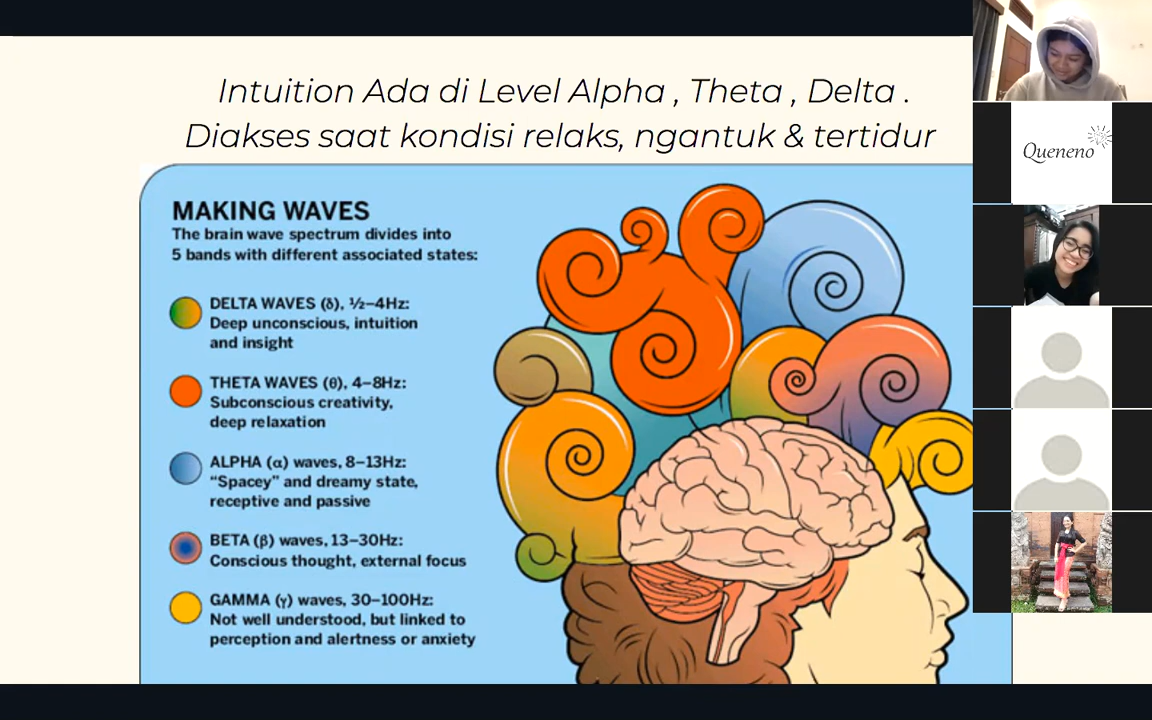 Intuition Ada di Level Alpha , Theta , Delta .
Diakses saat kondisi relaks, ngantuk & tertidur
MAKING WAVES
The brain wave spectrum divides into
5 bands with different associated states:
DELTA WAVES (δ), ½–4Hz:
Deep unconscious, intuition
and insight
THETA WAVES (θ), 4–8Hz:
Subconscious creativity,
deep relaxation
ALPHA (α) waves, 8–13Hz:
“Spacey” and dreamy state,
receptive and passive
BETA (β) waves, 13–30Hz:
Conscious thought, external focus
GAMMA (γ) waves, 30–100Hz:
Not well understood, but linked to
perception and alertness or anxiety
Queneno